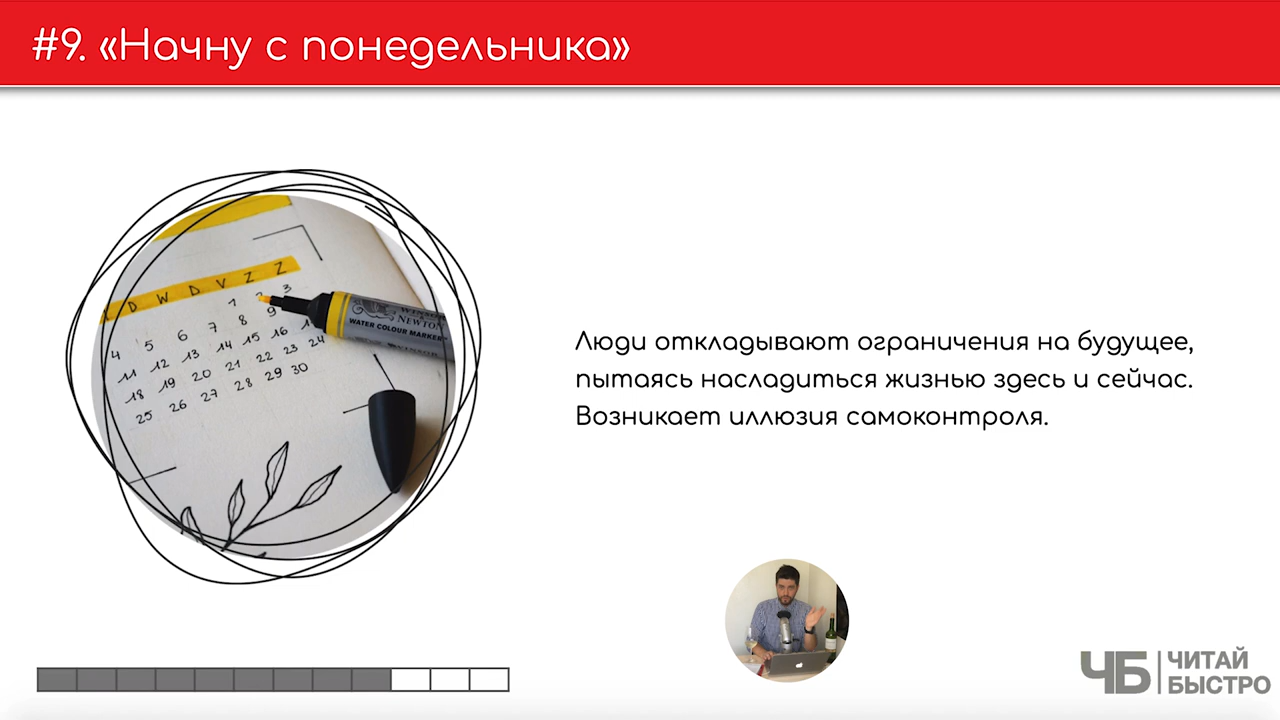 #9. «Начну с понедельника»
D W D V Z Z
1 2 3
4 5 6 7 8 9
11 12 13 14 15 16
18 19 20 21 22 23 24
25 26 27 28 29 30
WINSOR
NEWTON
WATER COLOUR MARKER
Люди откладывают ограничения на будущее,
пытаясь насладиться жизнью здесь и сейчас.
Возникает иллюзия самоконтроля.
ЧБ
ЧИТАЙ
БЫСТРО